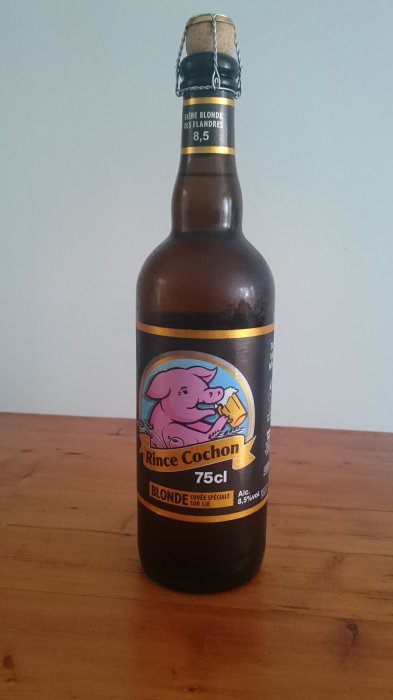 BIÈRE BLONDE
DES FLANDRES
8,5
Rince Cochon
75cl
BLONDE
CUVÉE SPÉCIALE
SUR LIE
Alc.
8,5%vol.